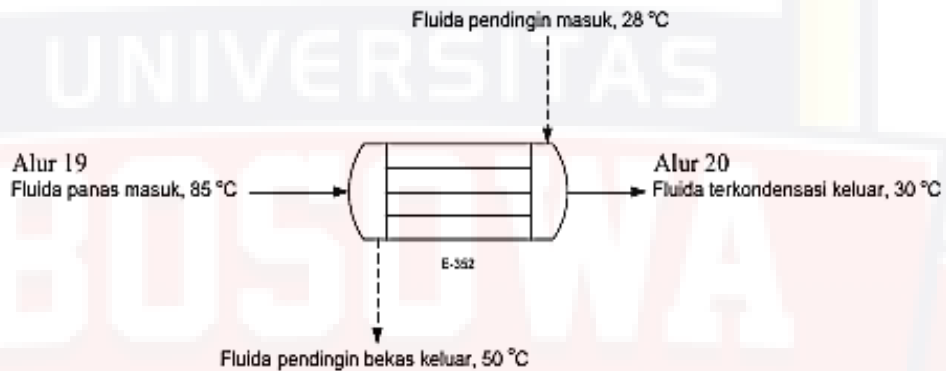 Fluida pendingin masuk, 28 °C
UNIVERSITAS
Alur 19
Fluida panas masuk, 85 °C
Alur 20
Fluida terkondensasi keluar, 30 °C
E-352
BOSOWA
Fluida pendingin bekas keluar, 50 °C